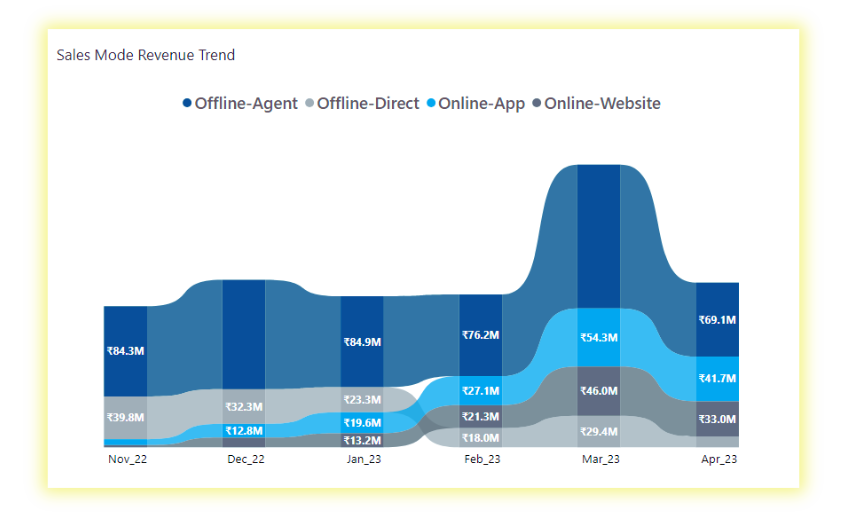 Sales Mode Revenue Trend
Offline-Agent Offline-Direct Online-App Online-Website
₹84.3M
₹39.8M
₹32.3M
₹12.8M
₹84.9M
₹23.3M
₹19.6M
₹13.2M
₹76.2M
₹27.1M
₹21.3M
₹18.0M
₹54.3M
₹46.0M
₹29.4M
₹69.1M
₹41.7M
₹33.0M
Nov_22 Dec_22 Jan_23 Feb_23 Mar_23 Apr_23